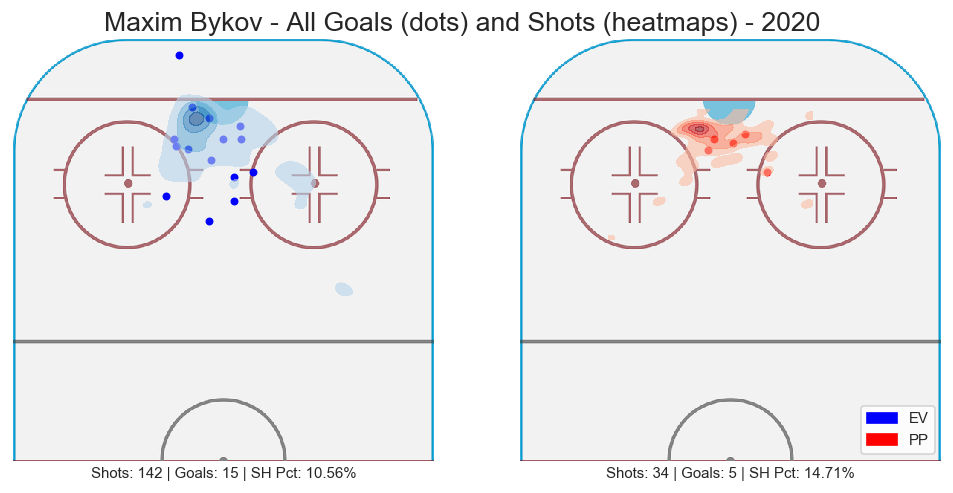 Maxim Bykov - All Goals (dots) and Shots (heatmaps) - 2020
EV
PP
Shots: 142 | Goals: 15 | SH Pct: 10.56%
Shots: 34 | Goals: 5 | SH Pct: 14.71%